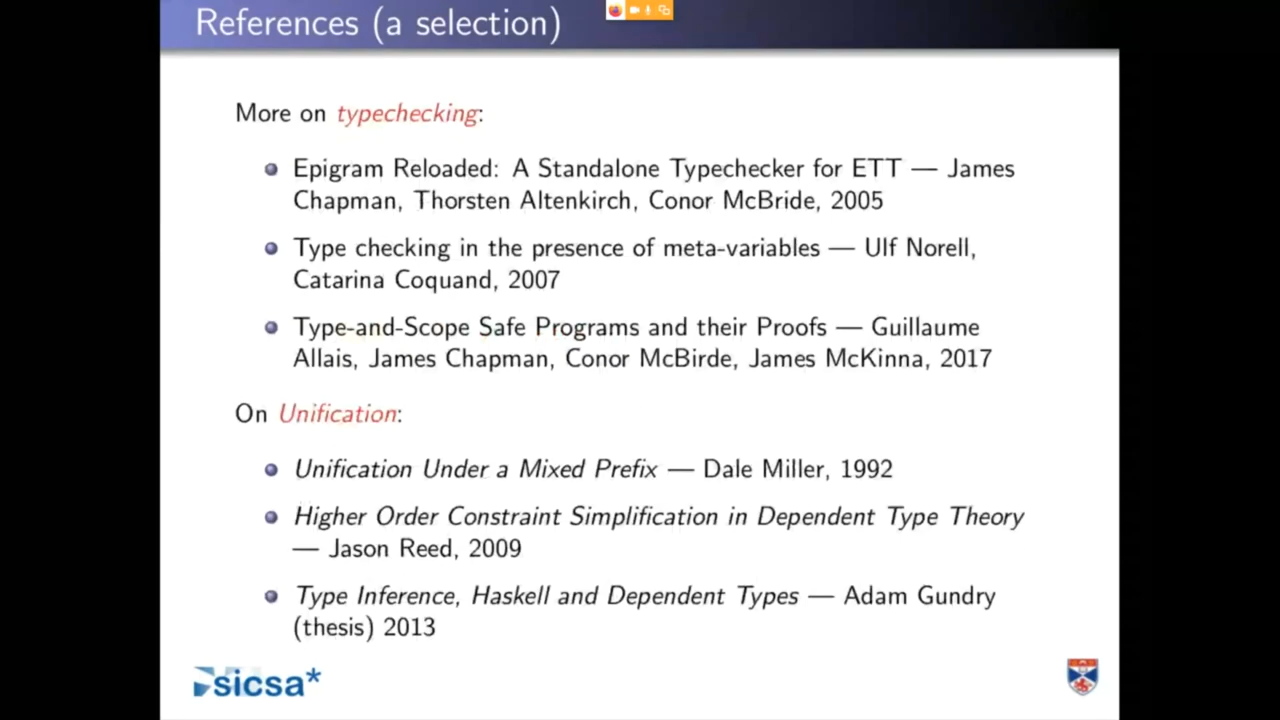 References (a selection)
More on typechecking:
Epigram Reloaded: A Standalone Typechecker for ETT — James
Chapman, Thorsten Altenkirch, Conor McBride, 2005
Type checking in the presence of meta-variables — Ulf Norell,
Catarina Coquand, 2007
Type-and-Scope Safe Programs and their Proofs — Guillaume
Allais, James Chapman, Conor McBirde, James McKinna, 2017
On Unification:
Unification Under a Mixed Prefix — Dale Miller, 1992
Higher Order Constraint Simplification in Dependent Type Theory
— Jason Reed, 2009
Type Inference, Haskell and Dependent Types — Adam Gundry
(thesis) 2013
sicsa*